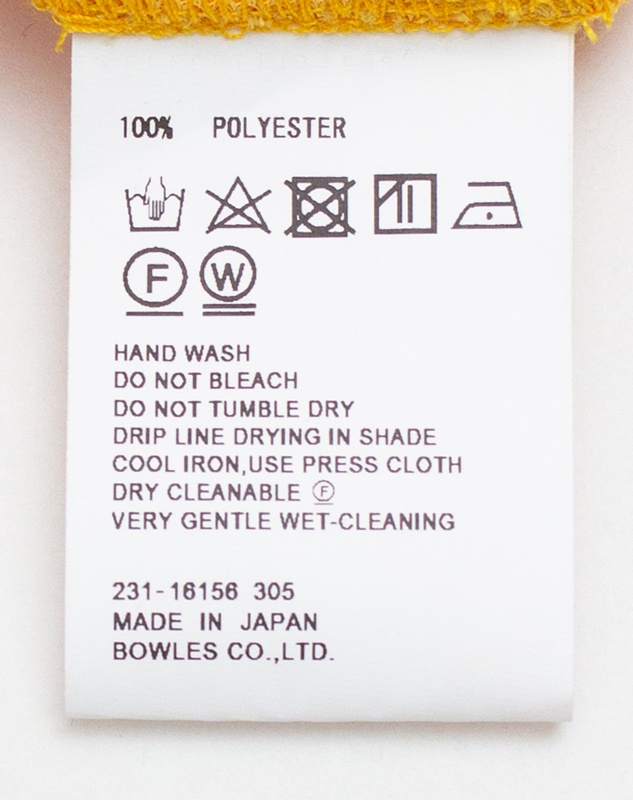 100% POLYESTER
F W
HAND WASH
DO NOT BLEACH
DO NOT TUMBLE DRY
DRIP LINE DRYING IN SHADE
COOL IRON,USE PRESS CLOTH
DRY CLEANABLE Ⓕ
VERY GENTLE WET-CLEANING
231-16156 305
MADE IN JAPAN
BOWLES CO.,LTD.